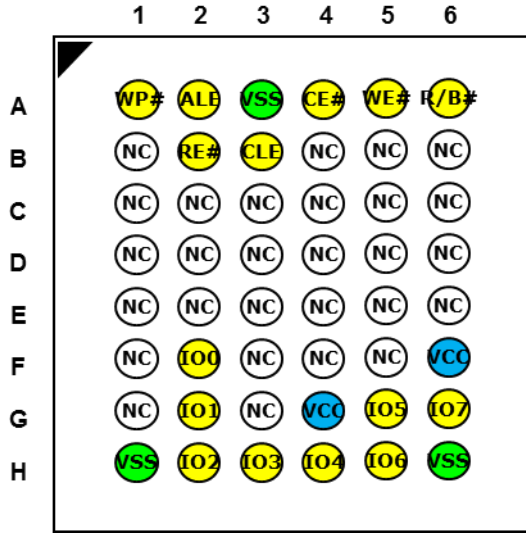 1 2 3 4 5 6
A WP# ALE VSS CE# WE# R/B#
B NC RE# CLE NC NC NC
C NC NC NC NC NC NC
D NC NC NC NC NC NC
E NC NC NC NC NC NC
F NC IO0 NC NC NC VCC
G NC IO1 NC VCC IO5 IO7
H VSS IO2 IO3 IO4 IO6 VSS